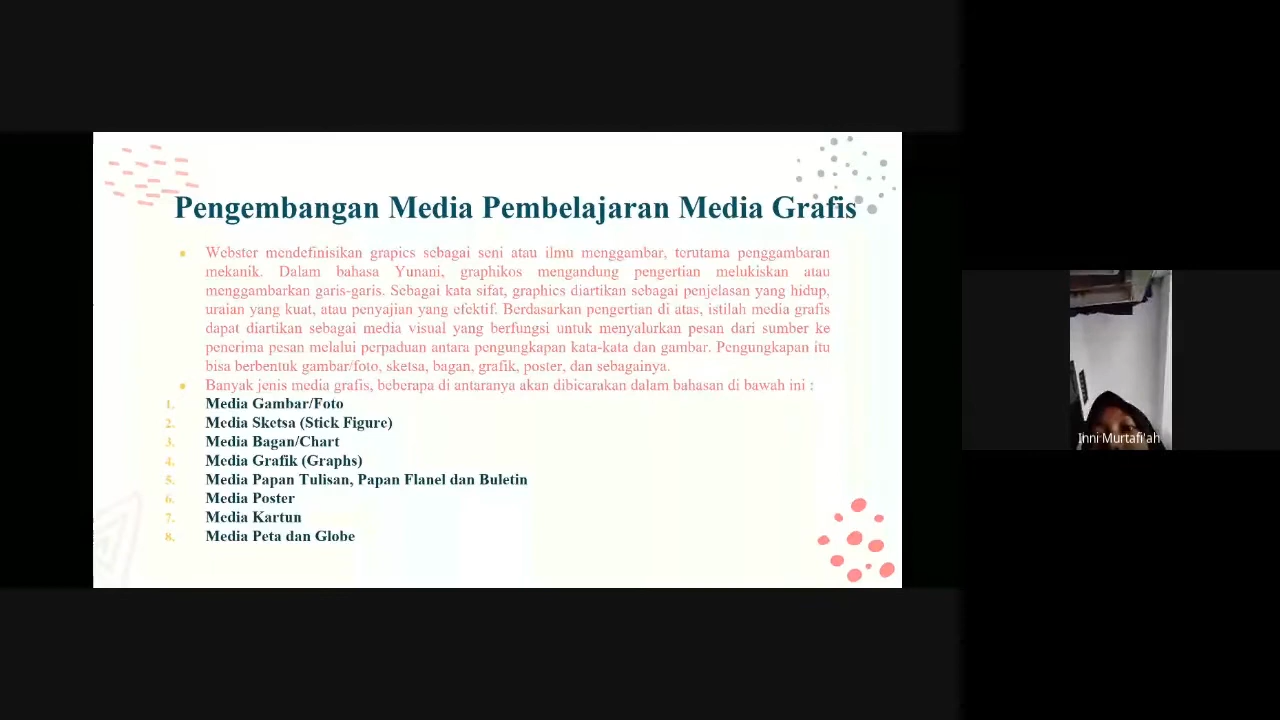 Pengembangan Media Pembelajaran Media Grafis
• Webster mendefinisikan grapics sebagai seni atau ilmu menggambar, terutama penggambaran
mekanik. Dalam bahasa Yunani, graphikos mengandung pengertian melukiskan atau
menggambarkan garis-garis. Sebagai kata sifat, graphics diartikan sebagai penjelasan yang hidup,
uraian yang kuat, atau penyajian yang efektif. Berdasarkan pengertian di atas, istilah media grafis
dapat diartikan sebagai media visual yang berfungsi untuk menyalurkan pesan dari sumber ke
penerima pesan melalui perpaduan antara pengungkapan kata-kata dan gambar. Pengungkapan itu
bisa berbentuk gambar/foto, sketsa, bagan, grafik, poster, dan sebagainya.
• Banyak jenis media grafis, beberapa di antaranya akan dibicarakan dalam bahasan di bawah ini :
1. Media Gambar/Foto
2. Media Sketsa (Stick Figure)
3. Media Bagan/Chart
4. Media Grafik (Graphs)
5. Media Papan Tulisan, Papan Flanel dan Buletin
6. Media Poster
7. Media Kartun
8. Media Peta dan Globe
Inni Murtafi'ah